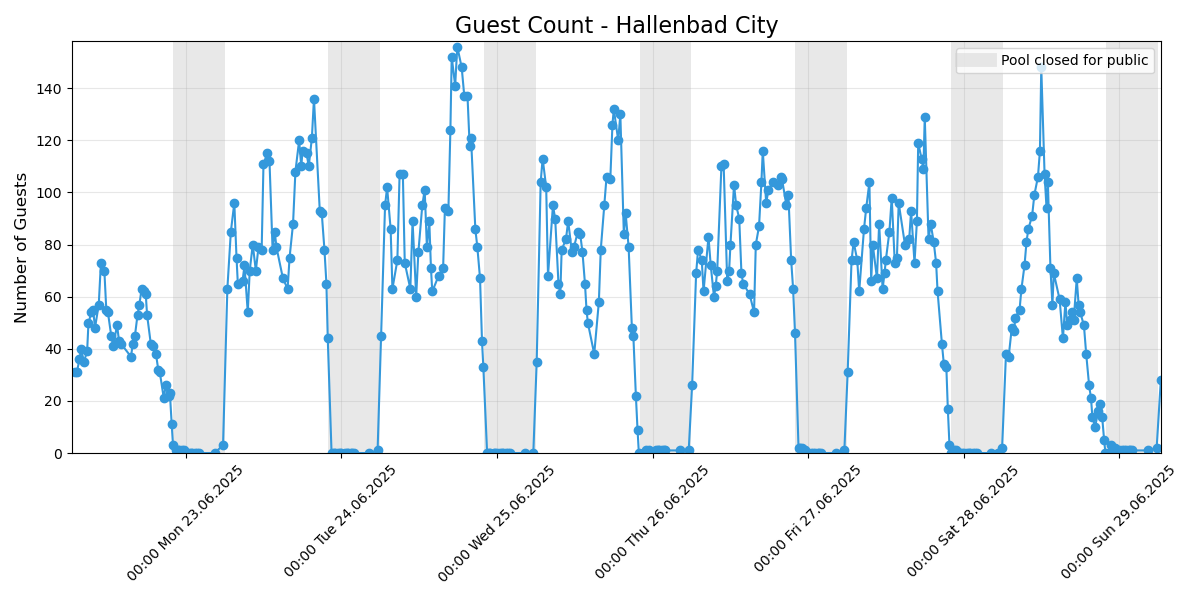 Guest Count - Hallenbad City
Pool closed for public
Number of Guests
140
120
100
80
60
40
20
0
00:00 Mon 23.06.2025
00:00 Tue 24.06.2025
00:00 Wed 25.06.2025
00:00 Thu 26.06.2025
00:00 Fri 27.06.2025
00:00 Sat 28.06.2025
00:00 Sun 29.06.2025